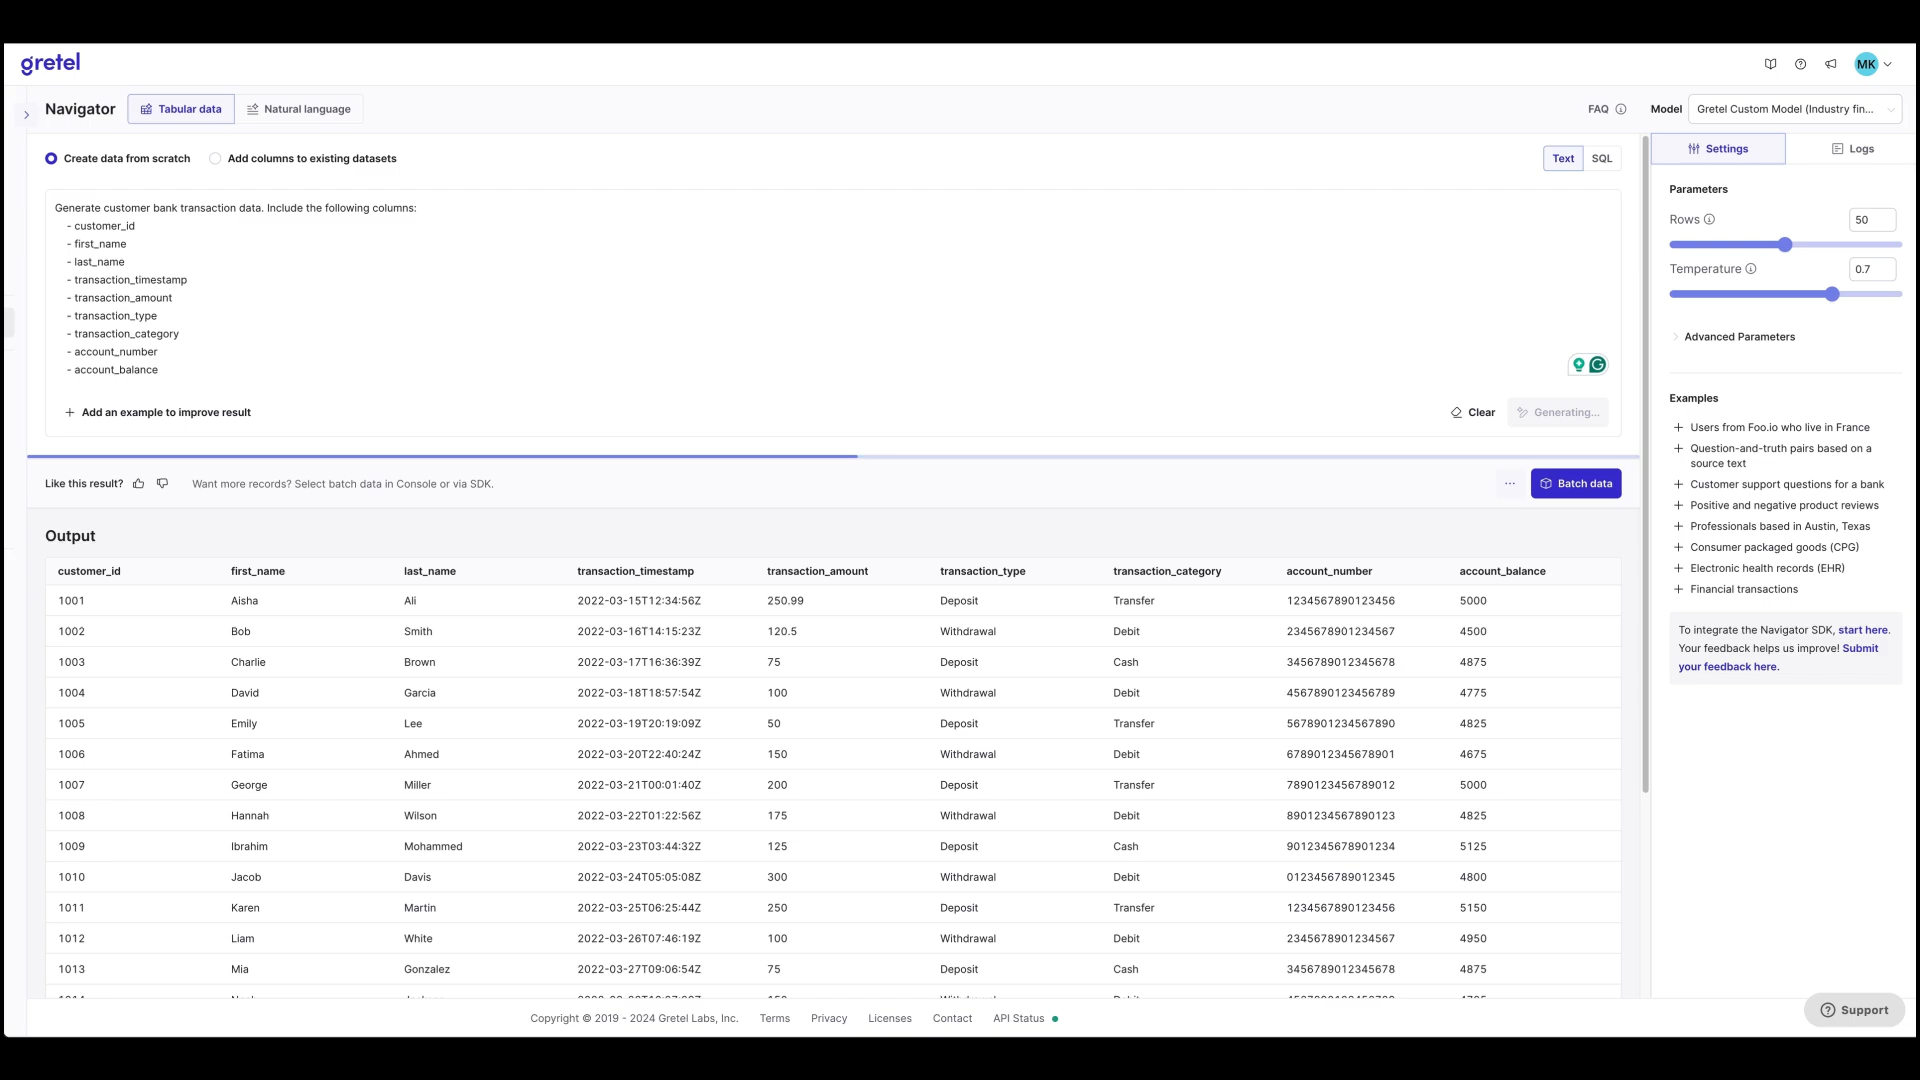 gretel
MK
Navigator
Tabular data
Natural language
FAQ
Model
Gretel Custom Model (Industry fin...
Create data from scratch
Add columns to existing datasets
Text
SQL
Settings
Logs
Generate customer bank transaction data. Include the following columns:
- customer_id
- first_name
- last_name
- transaction_timestamp
- transaction_amount
- transaction_type
- transaction_category
- account_number
- account_balance
+ Add an example to improve result
Clear
Generating...
Parameters
Rows
50
Temperature
0.7
Advanced Parameters
Examples
+ Users from Foo.io who live in France
+ Question-and-truth pairs based on a
source text
+ Customer support questions for a bank
+ Positive and negative product reviews
+ Professionals based in Austin, Texas
+ Consumer packaged goods (CPG)
+ Electronic health records (EHR)
+ Financial transactions
To integrate the Navigator SDK, start here.
Your feedback helps us improve! Submit
your feedback here.
Like this result?
Want more records? Select batch data in Console or via SDK.
...
Batch data
Output
customer_id first_name last_name transaction_timestamp transaction_amount transaction_type transaction_category account_number account_balance
1001 Aisha Ali 2022-03-15T12:34:56Z 250.99 Deposit Transfer 1234567890123456 5000
1002 Bob Smith 2022-03-16T14:15:23Z 120.5 Withdrawal Debit 2345678901234567 4500
1003 Charlie Brown 2022-03-17T16:36:39Z 75 Deposit Cash 3456789012345678 4875
1004 David Garcia 2022-03-18T18:57:54Z 100 Withdrawal Debit 4567890123456789 4775
1005 Emily Lee 2022-03-19T20:19:09Z 50 Deposit Transfer 5678901234567890 4825
1006 Fatima Ahmed 2022-03-20T22:40:24Z 150 Withdrawal Debit 6789012345678901 4675
1007 George Miller 2022-03-21T00:01:40Z 200 Deposit Transfer 7890123456789012 5000
1008 Hannah Wilson 2022-03-22T01:22:56Z 175 Withdrawal Debit 8901234567890123 4825
1009 Ibrahim Mohammed 2022-03-23T03:44:32Z 125 Deposit Cash 9012345678901234 5125
1010 Jacob Davis 2022-03-24T05:05:08Z 300 Withdrawal Debit 0123456789012345 4800
1011 Karen Martin 2022-03-25T06:25:44Z 250 Deposit Transfer 1234567890123456 5150
1012 Liam White 2022-03-26T07:46:19Z 100 Withdrawal Debit 2345678901234567 4950
1013 Mia Gonzalez 2022-03-27T09:06:54Z 75 Deposit Cash 3456789012345678 4875
Copyright © 2019 - 2024 Gretel Labs, Inc. Terms Privacy Licenses Contact API Status
Support